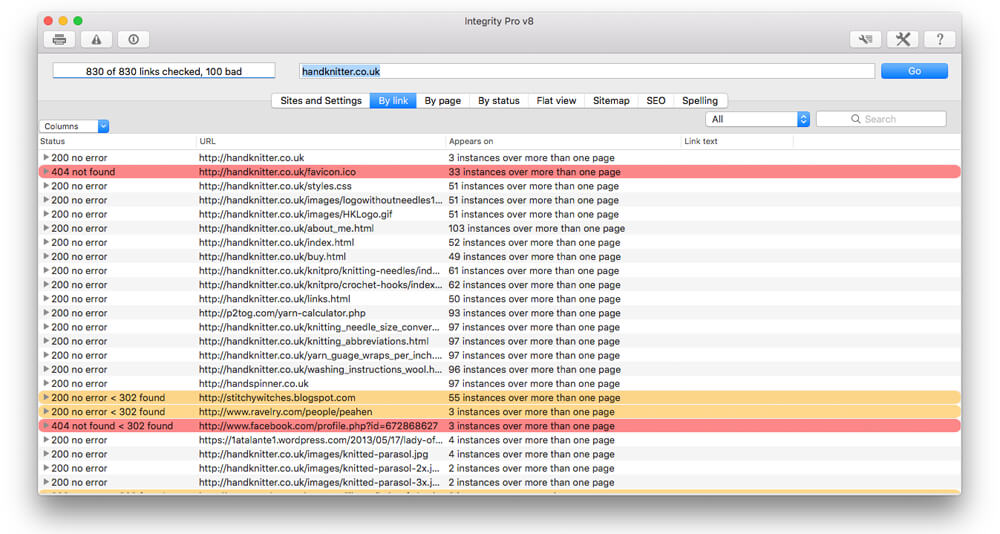 Integrity Pro v8
830 of 830 links checked, 100 bad
handknitter.co.uk
Go
Sites and Settings By link By page By status Flat view Sitemap SEO Spelling
All Search
Columns
Status URL Appears on Link text
200 no error http://handknitter.co.uk 3 instances over more than one page
404 not found http://handknitter.co.uk/favicon.ico 33 instances over more than one page
200 no error http://handknitter.co.uk/styles.css 51 instances over more than one page
200 no error http://handknitter.co.uk/images/logowithoutneedles1... 51 instances over more than one page
200 no error http://handknitter.co.uk/images/HKLogo.gif 51 instances over more than one page
200 no error http://handknitter.co.uk/about_me.html 103 instances over more than one page
200 no error http://handknitter.co.uk/index.html 52 instances over more than one page
200 no error http://handknitter.co.uk/buy.html 49 instances over more than one page
200 no error http://handknitter.co.uk/knitpro/knitting-needles/ind... 61 instances over more than one page
200 no error http://handknitter.co.uk/knitpro/crochet-hooks/index... 62 instances over more than one page
200 no error http://handknitter.co.uk/links.html 50 instances over more than one page
200 no error http://p2tog.com/yarn-calculator.php 93 instances over more than one page
200 no error http://handknitter.co.uk/knitting_needle_size_conver... 97 instances over more than one page
200 no error http://handknitter.co.uk/knitting_abbreviations.html 97 instances over more than one page
200 no error http://handknitter.co.uk/yarn_guage_wraps_per_inch.... 97 instances over more than one page
200 no error http://handknitter.co.uk/washing_instructions_wool.h... 96 instances over more than one page
200 no error http://handspinner.co.uk 97 instances over more than one page
200 no error < 302 found http://stitchywitches.blogspot.com 55 instances over more than one page
200 no error < 302 found http://www.ravelry.com/people/peahen 3 instances over more than one page
404 not found < 302 found http://www.facebook.com/profile.php?id=672868627 3 instances over more than one page
200 no error https://1atalante1.wordpress.com/2013/05/17/lady-of... 4 instances over more than one page
200 no error http://handknitter.co.uk/images/knitted-parasol.jpg 4 instances over more than one page
200 no error http://handknitter.co.uk/images/knitted-parasol-2x.j... 2 instances over more than one page
200 no error http://handknitter.co.uk/images/knitted-parasol-3x.j... 2 instances over more than one page